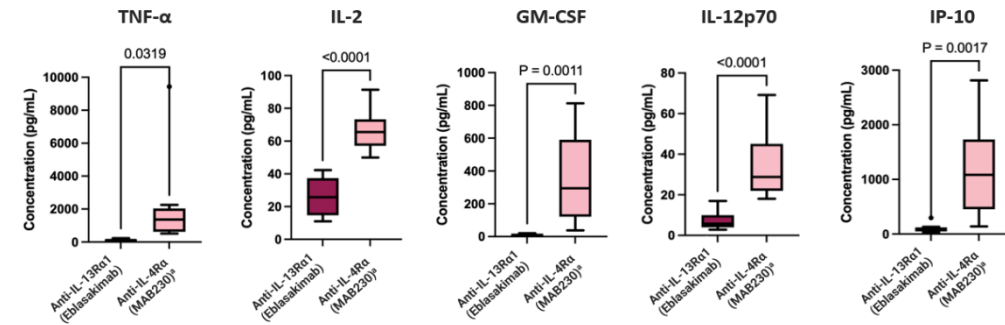 TNF-α
IL-2
GM-CSF
IL-12p70
IP-10
0.0319
<0.0001
P = 0.0011
<0.0001
P = 0.0017
Concentration (pg/mL)
10000
8000
6000
4000
2000
0
Concentration (pg/mL)
100
80
60
40
20
0
Concentration (pg/mL)
1000
800
600
400
200
0
Concentration (pg/mL)
80
60
40
20
0
Concentration (pg/mL)
3000
2000
1000
0
Anti-IL-13Rα1
(Eblasakimab)
Anti-IL-4Rα
(MAB230)ª
Anti-IL-13Rα1
(Eblasakimab)
Anti-IL-4Rα
(MAB230)ª
Anti-IL-13Rα1
(Eblasakimab)
Anti-IL-4Rα
(MAB230)ª
Anti-IL-13Rα1
(Eblasakimab)
Anti-IL-4Rα
(MAB230)ª
Anti-IL-13Rα1
(Eblasakimab)
Anti-IL-4Rα
(MAB230)ª